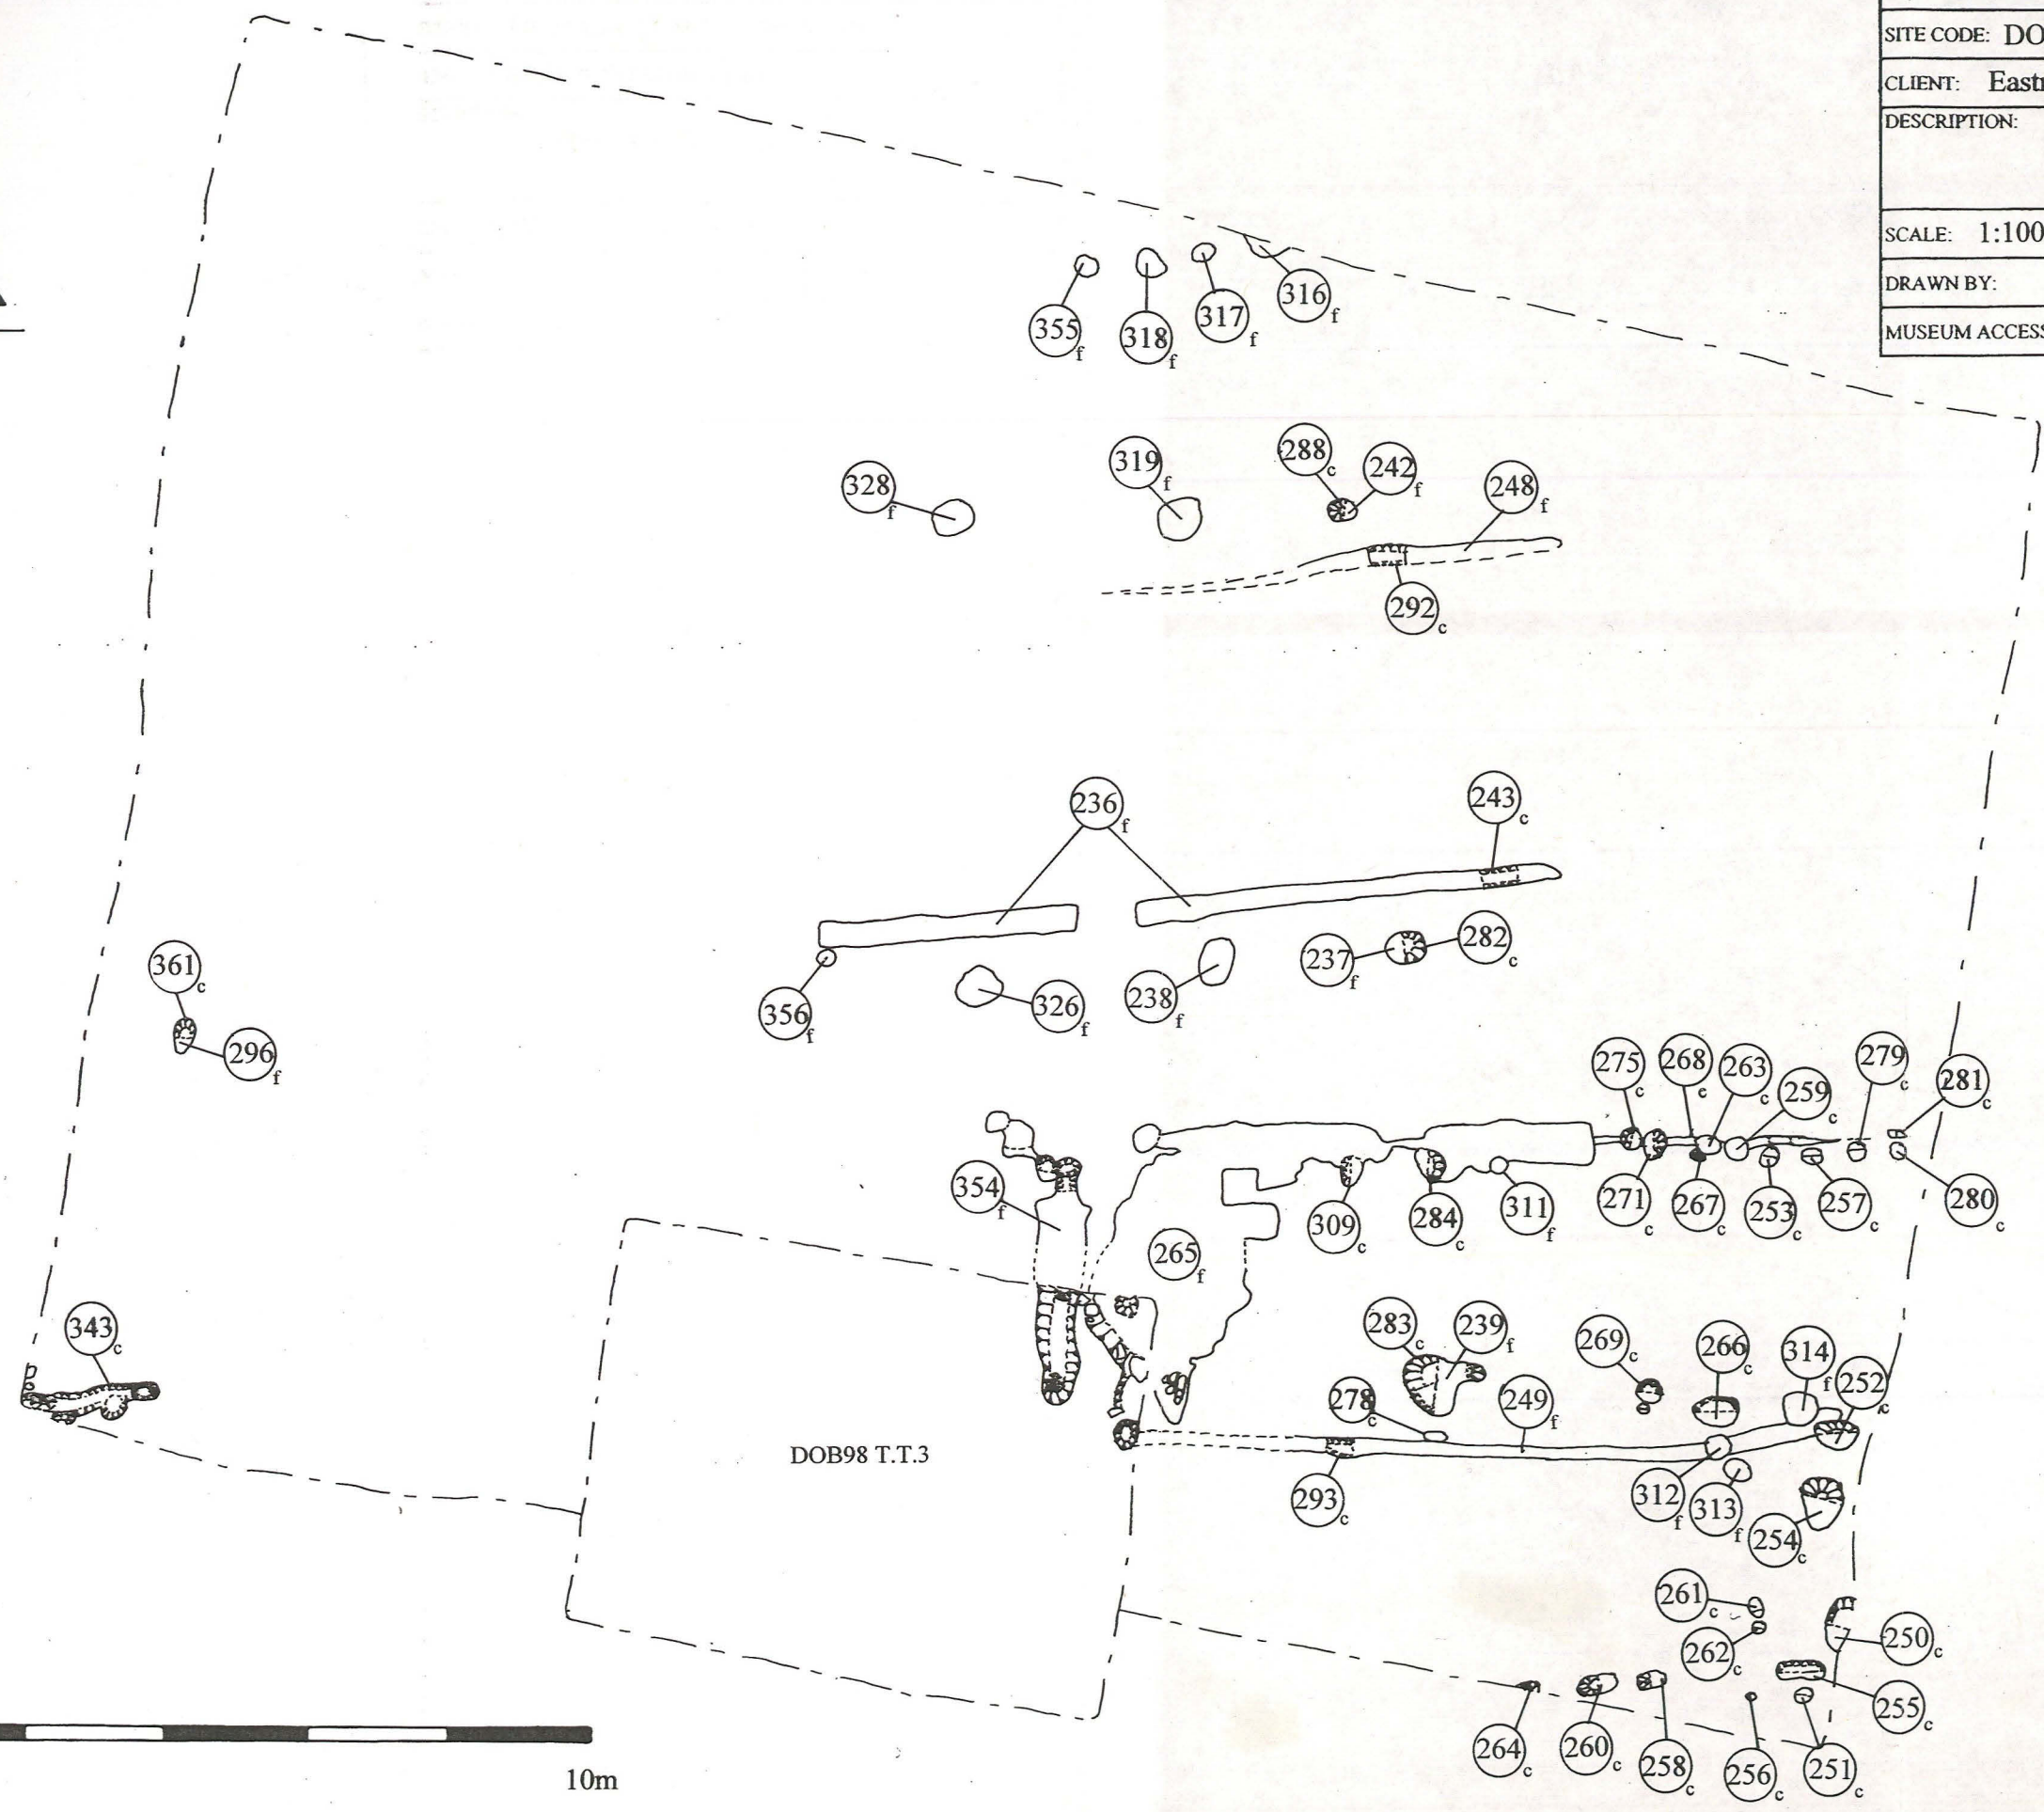 SITE CODE: DO
CLIENT: East
DESCRIPTION:
SCALE: 1:100
DRAWN BY:
MUSEUM ACCESS
355 f
318 f
317 f
316 f
328 f
319 f
288 c
242 f
248 f
292 c
236 f
243 c
361 c
296 f
356 f
326 f
238 f
237 f
282 c
275 c
268 c
263 c
259 c
279 c
281 c
354 f
265 f
309 c
284 c
311 f
271 c
267 c
253 c
257 c
280 c
343 c
283 c
239 f
269 c
266 c
314 f
252 c
278 c
249 f
DOB98 T.T.3
293 c
312 f
313 f
254 c
261 c
262 c
250 c
255 c
264 c
260 c
258 c
256 c
251 c
10m